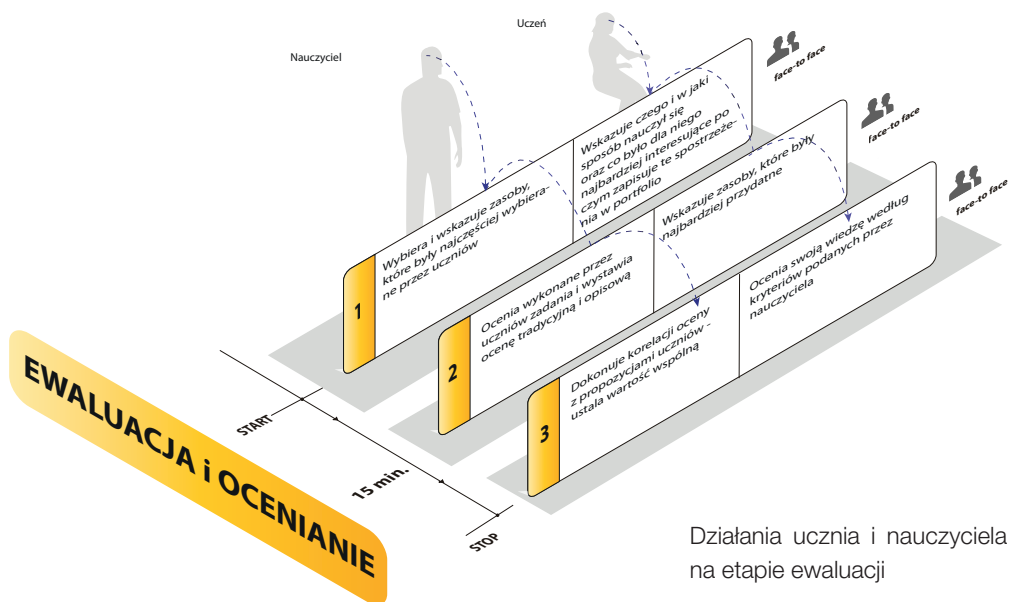 Nauczyciel
Uczeń
face-to face
1
Wybiera i wskazuje zasoby,
które były najczęściej wybiera-
ne przez uczniów
Wskazuje czego i w jaki
sposób nauczył się
oraz co było dla niego
najbardziej interesujące po
czym zapisuje te spostrzeże-
nia w portfolio
face-to face
2
Ocenia wykonane przez
uczniów zadania i wystawia
ocenę tradycyjną i opisową
Wskazuje zasoby, które były
najbardziej przydatne
face-to face
3
Dokonuje korelacji oceny
z propozycjami uczniów -
ustala wartość wspólną
Ocenia swoją wiedzę według
kryteriów podanych przez
nauczyciela
EWALUACJA i OCENIANIE
START
15 min.
STOP
Działania ucznia i nauczyciela
na etapie ewaluacji